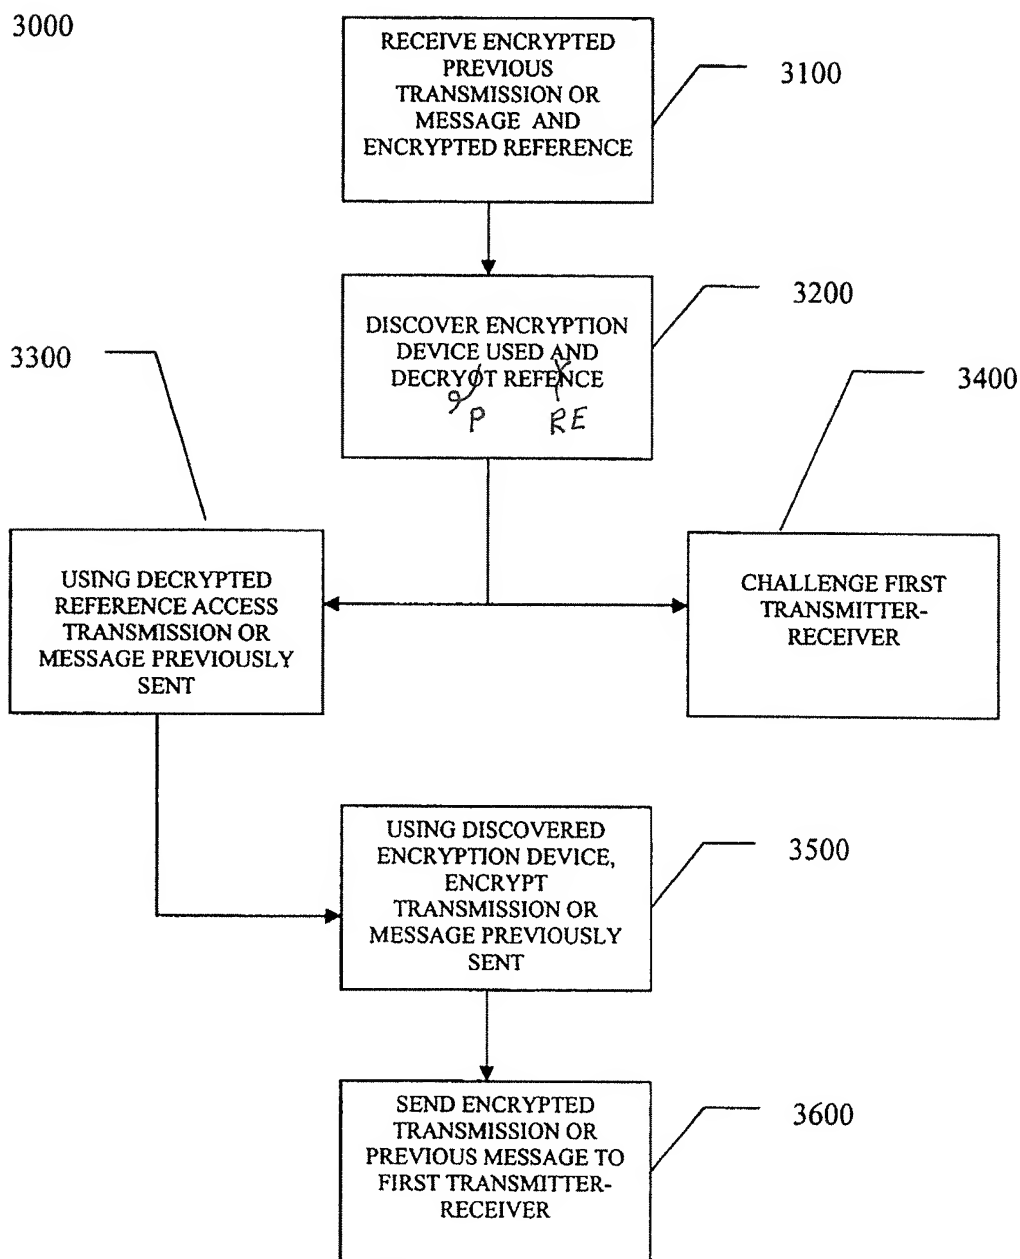 3000
RECEIVE ENCRYPTED
PREVIOUS
TRANSMISSION OR
MESSAGE AND
ENCRYPTED REFERENCE
3100
DISCOVER ENCRYPTION
DEVICE USED AND
DECRYOT REFENCE
P RE
3200
3300
3400
USING DECRYPTED
REFERENCE ACCESS
TRANSMISSION OR
MESSAGE PREVIOUSLY
SENT
CHALLENGE FIRST
TRANSMITTER-
RECEIVER
USING DISCOVERED
ENCRYPTION DEVICE,
ENCRYPT
TRANSMISSION OR
MESSAGE PREVIOUSLY
SENT
3500
SEND ENCRYPTED
TRANSMISSION OR
PREVIOUS MESSAGE TO
FIRST TRANSMITTER-
RECEIVER
3600